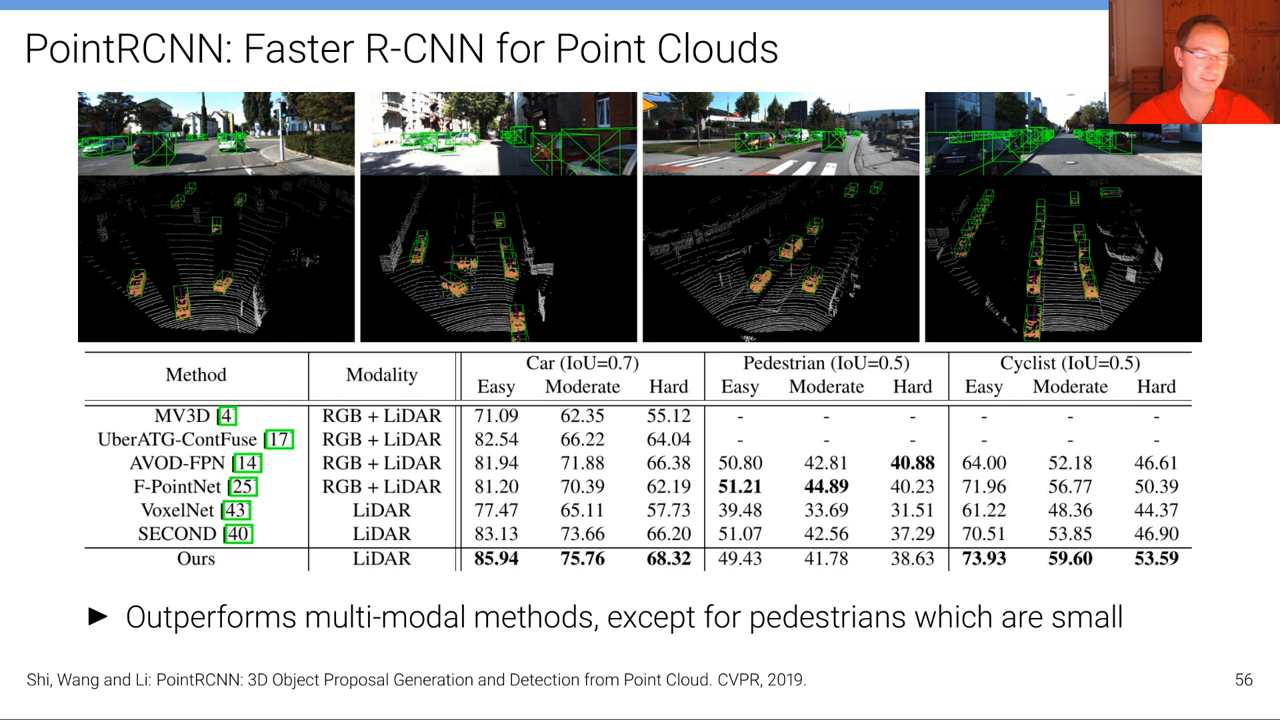 PointRCNN: Faster R-CNN for Point Clouds
Method Modality Car (IoU=0.7) Pedestrian (IoU=0.5) Cyclist (IoU=0.5)
Easy Moderate Hard Easy Moderate Hard Easy Moderate Hard
MV3D [4] RGB + LiDAR 71.09 62.35 55.12 - - - - - -
UberATG-ContFuse [17] RGB + LiDAR 82.54 66.22 64.04 - - - - - -
AVOD-FPN [14] RGB + LiDAR 81.94 71.88 66.38 50.80 42.81 40.88 64.00 52.18 46.61
F-PointNet [25] RGB + LiDAR 81.20 70.39 62.19 51.21 44.89 40.23 71.96 56.77 50.39
VoxelNet [43] LiDAR 77.47 65.11 57.73 39.48 33.69 31.51 61.22 48.36 44.37
SECOND [40] LiDAR 83.13 73.66 66.20 51.07 42.56 37.29 70.51 53.85 46.90
Ours LiDAR 85.94 75.76 68.32 49.43 41.78 38.63 73.93 59.60 53.59
► Outperforms multi-modal methods, except for pedestrians which are small
Shi, Wang and Li: PointRCNN: 3D Object Proposal Generation and Detection from Point Cloud. CVPR, 2019.
56